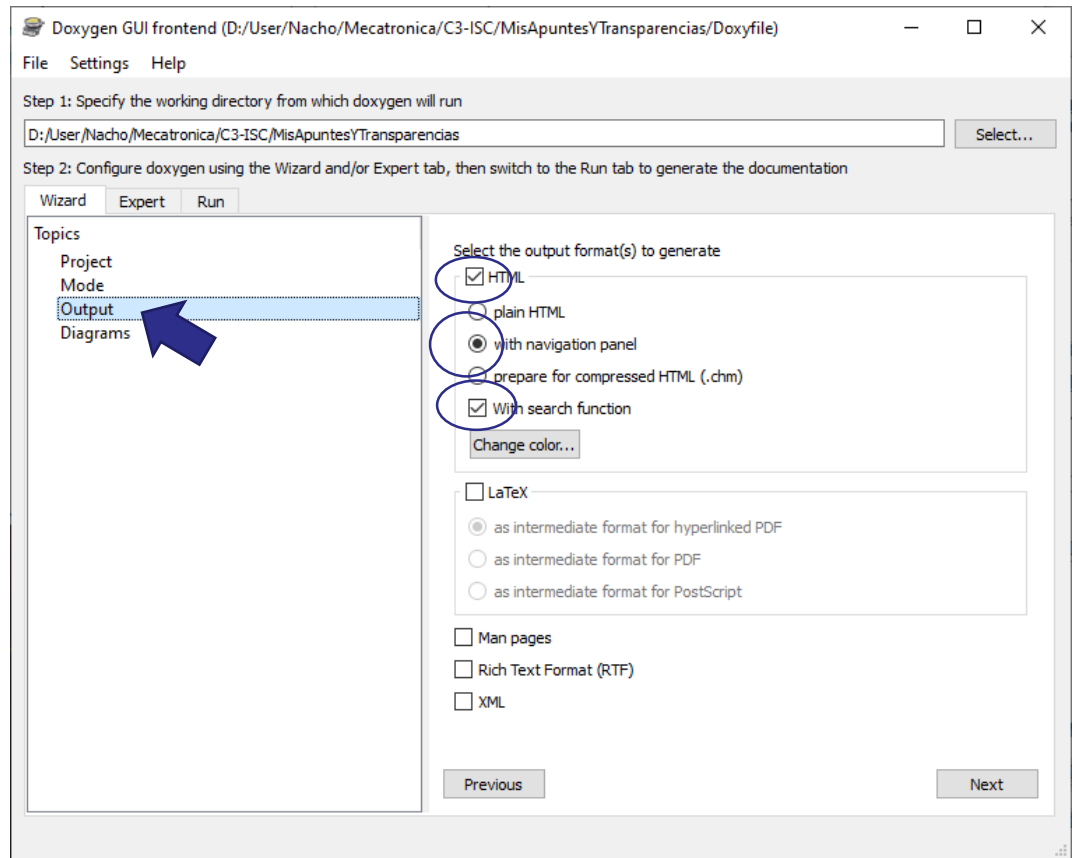 Doxygen GUI frontend (D:/User/Nacho/Mecatronica/C3-ISC/MisApuntesYTransparencias/Doxyfile)
File Settings Help
Step 1: Specify the working directory from which doxygen will run
D:/User/Nacho/Mecatronica/C3-ISC/MisApuntesYTransparencias Select...
Step 2: Configure doxygen using the Wizard and/or Expert tab, then switch to the Run tab to generate the documentation
Wizard Expert Run
Topics
Project
Mode
Output
Diagrams
Select the output format(s) to generate
HTML
plain HTML
with navigation panel
prepare for compressed HTML (.chm)
With search function
Change color...
LaTeX
as intermediate format for hyperlinked PDF
as intermediate format for PDF
as intermediate format for PostScript
Man pages
Rich Text Format (RTF)
XML
Previous Next